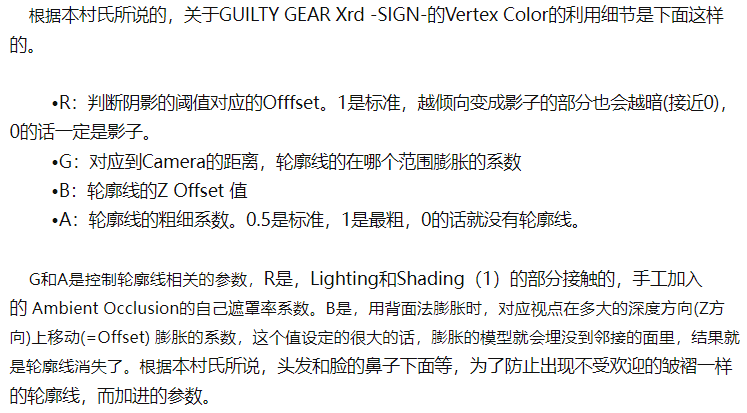 根据本村氏所说的，关于GUILTY GEAR Xrd -SIGN-的Vertex Color的利用细节是下面这样
的。
•R：判断阴影的阈值对应的Offfset。1是标准，越倾向变成影子的部分也会越暗(接近0)，
0的话一定是影子。
•G：对应到Camera的距离，轮廓线的在哪个范围膨胀的系数
•B：轮廓线的Z Offset 值
•A：轮廓线的粗细系数。0.5是标准，1是最粗，0的话就没有轮廓线。
G和A是控制轮廓线相关的参数，R是，Lighting和Shading（1）的部分接触的，手工加入
的 Ambient Occlusion的自己遮罩率系数。B是，用背面法膨胀时，对应视点在多大的深度方向(Z方
向)上移动(=Offset) 膨胀的系数，这个值设定的很大的话，膨胀的模型就会埋没到邻接的面里，结果就
是轮廓线消失了。根据本村氏所说，头发和脸的鼻子下面等，为了防止出现不受欢迎的皱褶一样
的轮廓线，而加进的参数。